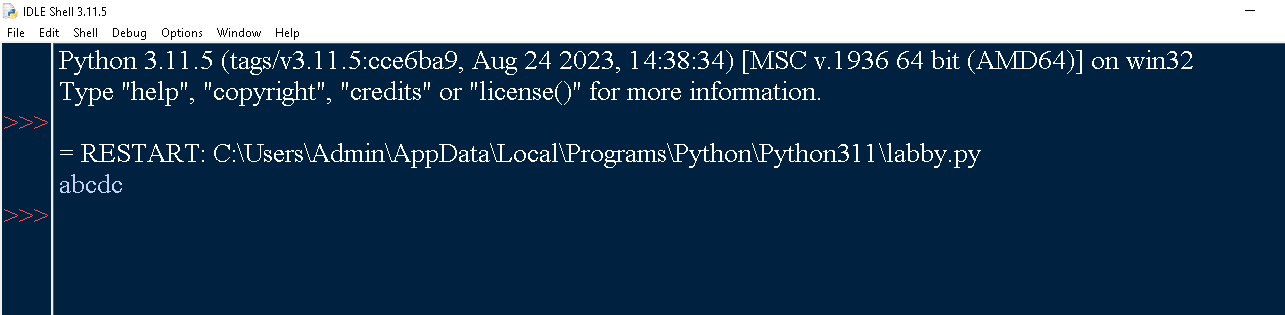 IDLE Shell 3.11.5
File Edit Shell Debug Options Window Help
Python 3.11.5 (tags/v3.11.5:cce6ba9, Aug 24 2023, 14:38:34) [MSC v.1936 64 bit (AMD64)] on win32
Type "help", "copyright", "credits" or "license()" for more information.
>>>
= RESTART: C:\Users\Admin\AppData\Local\Programs\Python\Python311\labby.py
abcdc
>>>